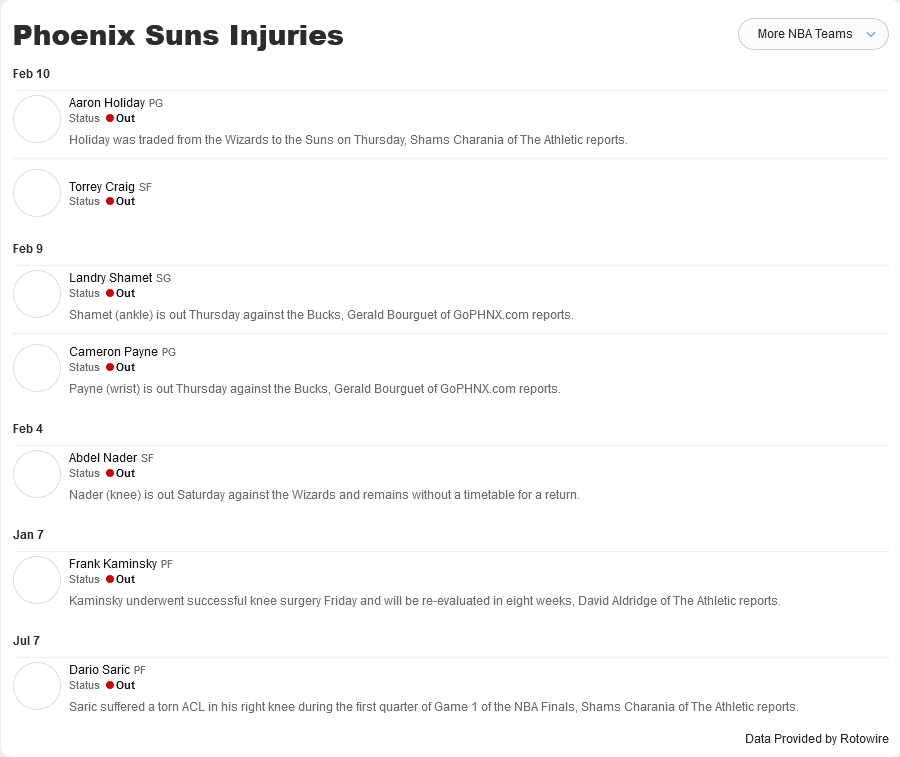 Phoenix Suns Injuries
More NBA Teams
Feb 10
Aaron Holiday PG
Status Out
Holiday was traded from the Wizards to the Suns on Thursday, Shams Charania of The Athletic reports.
Torrey Craig SF
Status Out
Feb 9
Landry Shamet SG
Status Out
Shamet (ankle) is out Thursday against the Bucks, Gerald Bourguet of GoPHNX.com reports.
Cameron Payne PG
Status Out
Payne (wrist) is out Thursday against the Bucks, Gerald Bourguet of GoPHNX.com reports.
Feb 4
Abdel Nader SF
Status Out
Nader (knee) is out Saturday against the Wizards and remains without a timetable for a return.
Jan 7
Frank Kaminsky PF
Status Out
Kaminsky underwent successful knee surgery Friday and will be re-evaluated in eight weeks, David Aldridge of The Athletic reports.
Jul 7
Dario Saric PF
Status Out
Saric suffered a torn ACL in his right knee during the first quarter of Game 1 of the NBA Finals, Shams Charania of The Athletic reports.
Data Provided by Rotowire